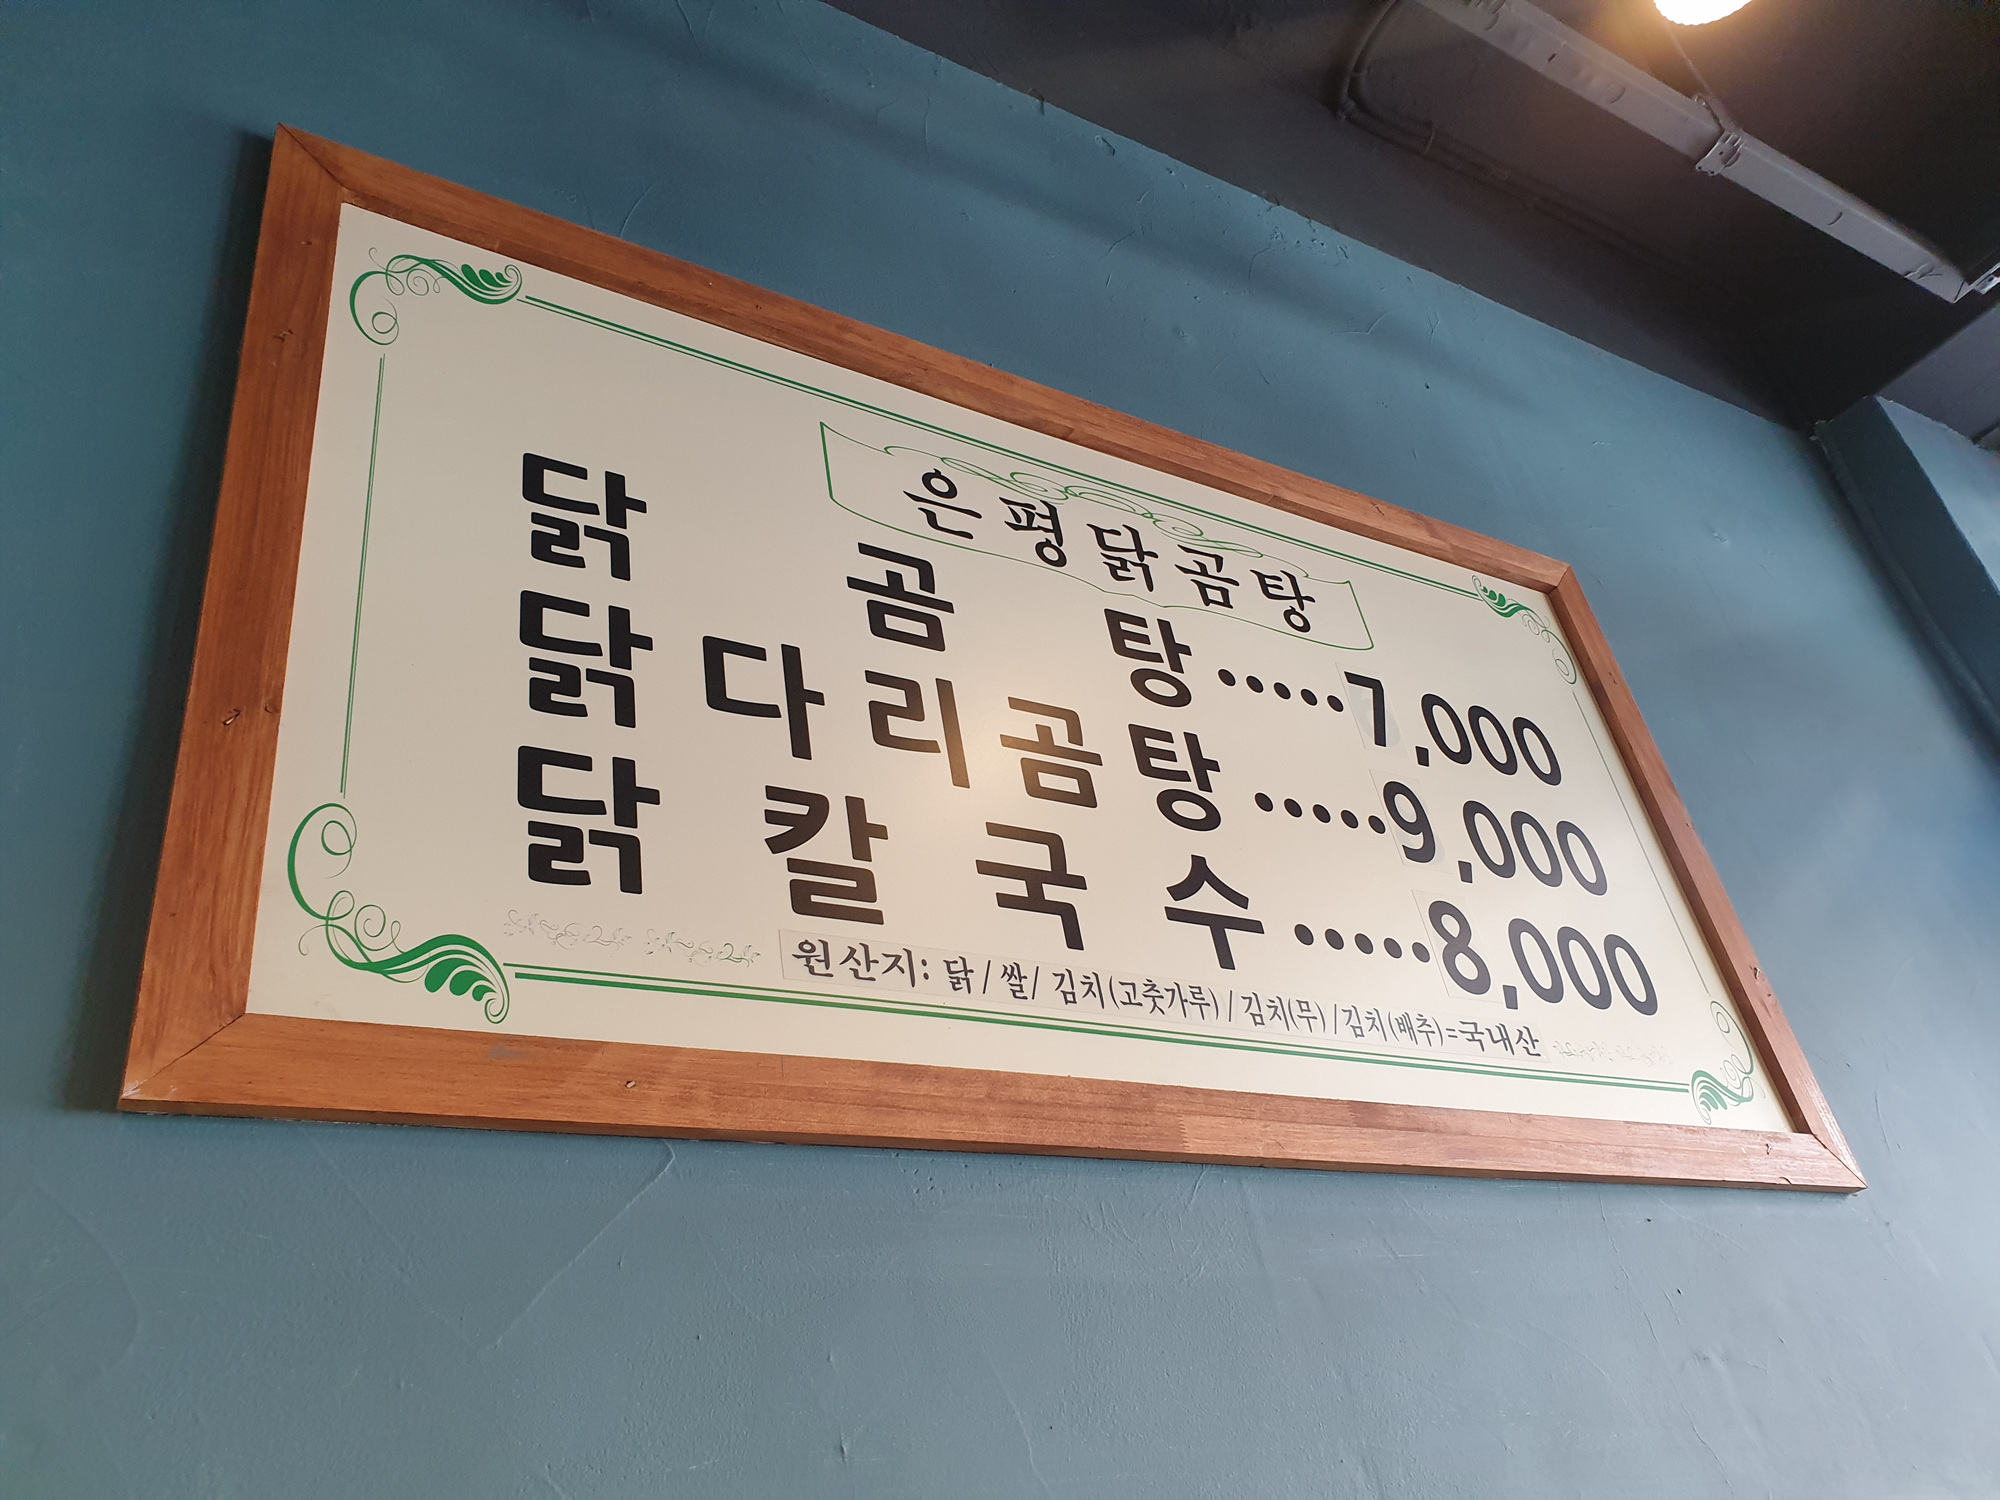 은평닭곰탕
닭 곰 탕 ·····7,000
닭다리곰탕 ·····9,000
닭 칼 국 수 ·····8,000
원산지: 닭 / 쌀 / 김치(고춧가루) / 김치(무) / 김치(배추)=국내산